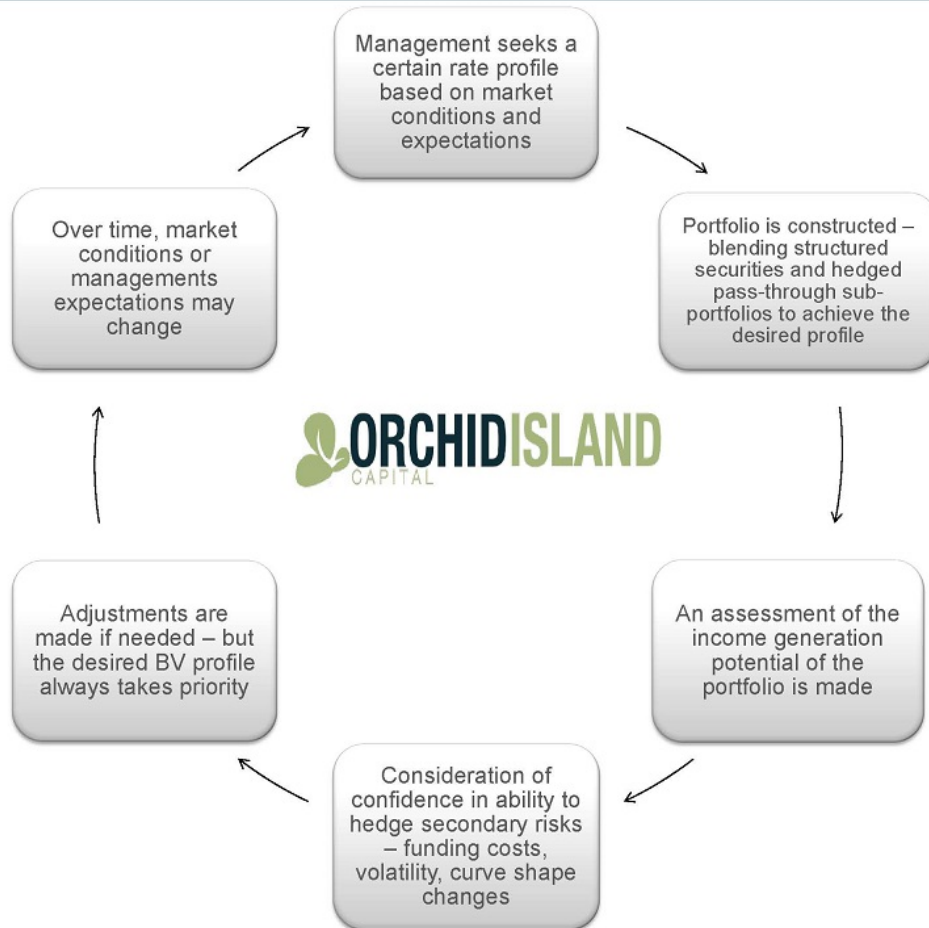 Management seeks a
certain rate profile
based on market
conditions and
expectations
Portfolio is constructed –
blending structured
securities and hedged
pass-through sub-
portfolios to achieve the
desired profile
An assessment of the
income generation
potential of the
portfolio is made
Consideration of
confidence in ability to
hedge secondary risks
– funding costs,
volatility, curve shape
changes
Adjustments are
made if needed – but
the desired BV profile
always takes priority
Over time, market
conditions or
managements
expectations may
change
ORCHIDISLAND
CAPITAL